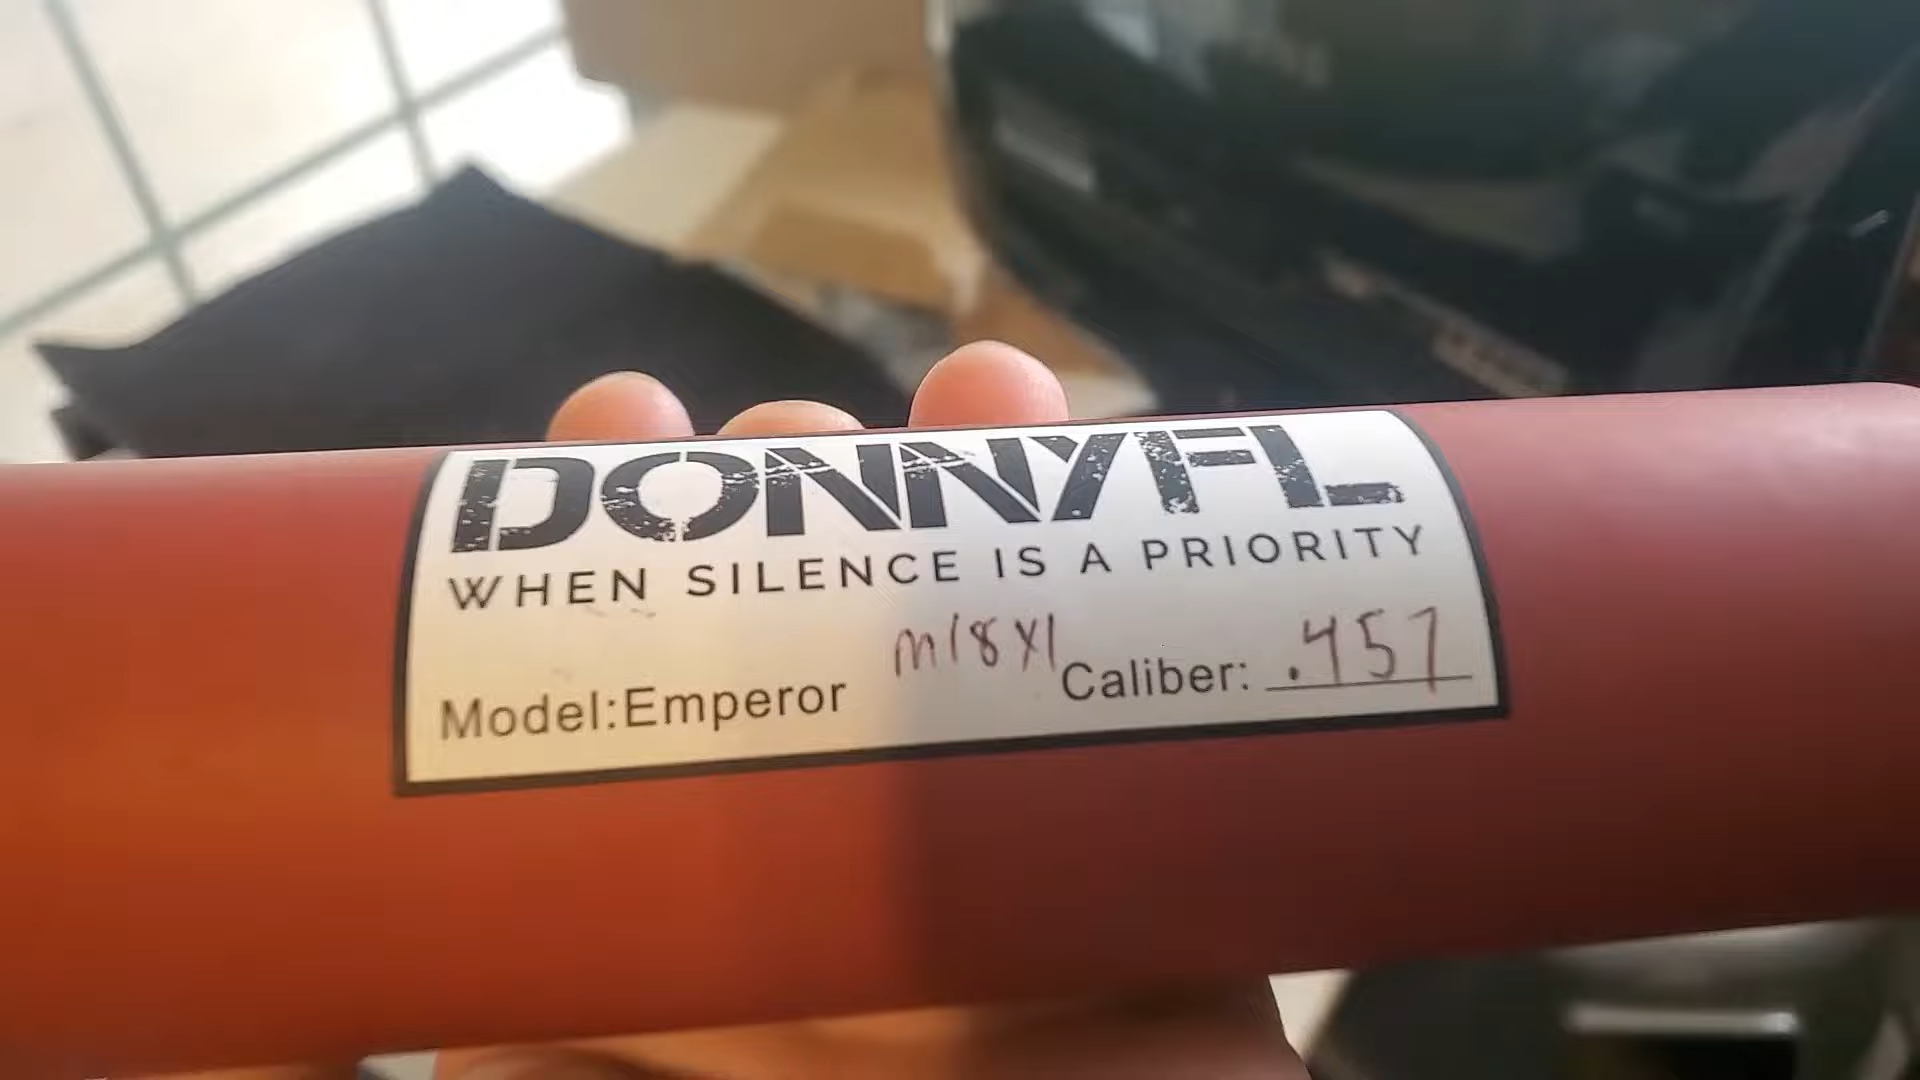 DONNYFL
WHEN SILENCE IS A PRIORITY
M18X1
Model:Emperor Caliber: .457